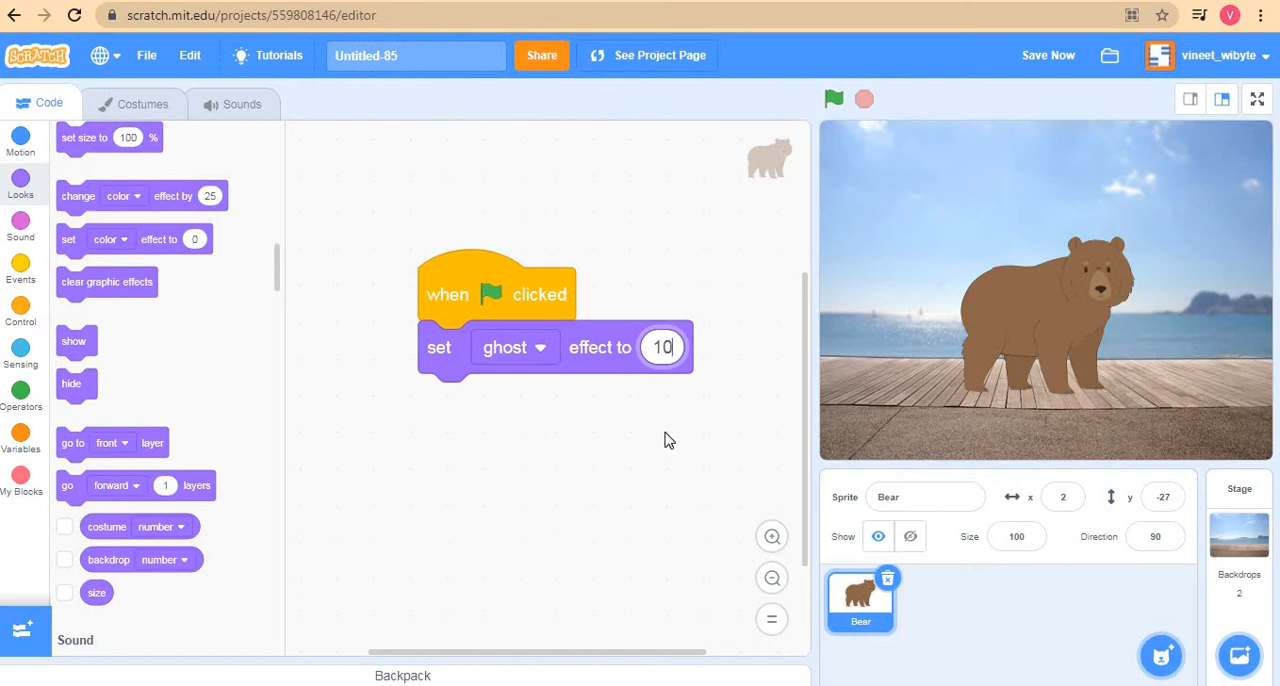 scratch.mit.edu/projects/559808146/editor
V
SCRATCH
File
Edit
Tutorials
Untitled-85
Share
See Project Page
Save Now
vineet_wibyte
Code
Costumes
Sounds
Motion
Looks
Sound
Events
Control
Sensing
Operators
Variables
My Blocks
set size to 100 %
change color effect by 25
set color effect to 0
clear graphic effects
show
hide
go to front layer
go forward 1 layers
costume number
backdrop number
size
Sound
when clicked
set ghost effect to 10
Backpack
Sprite Bear
x 2
y -27
Show
Size 100
Direction 90
Bear
Stage
Backdrops
2